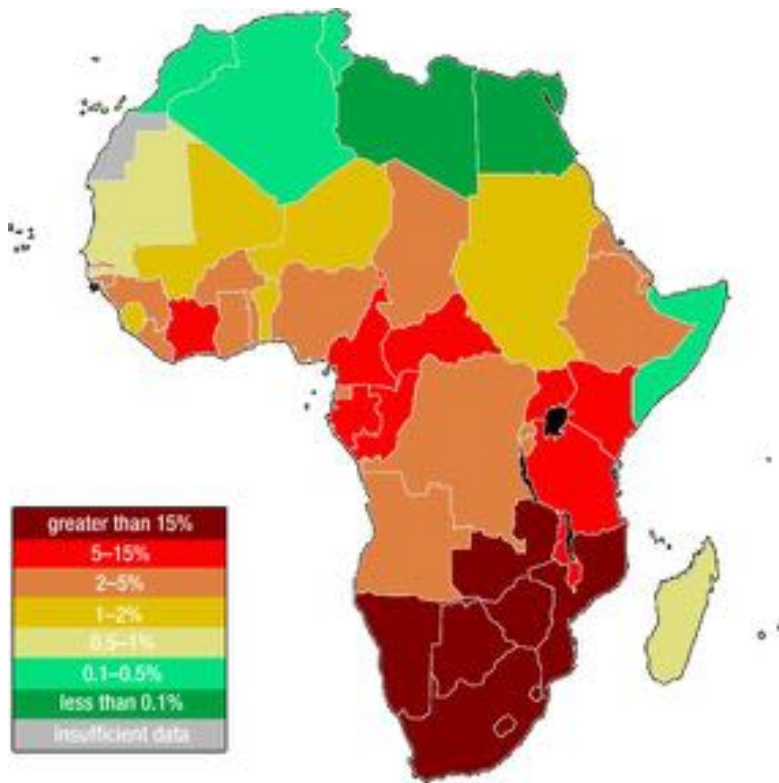 greater than 15%
5–15%
2–5%
1–2%
0.5–1%
0.1–0.5%
less than 0.1%
insufficient data